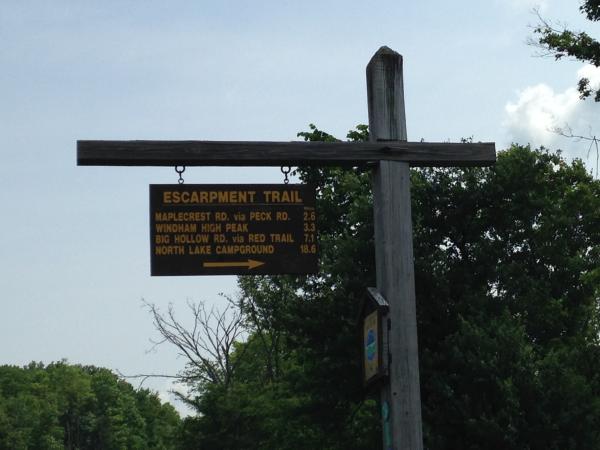 ESCARPMENT TRAIL
Miles
MAPLECREST RD. via PECK RD. 2.6
WINDHAM HIGH PEAK 3.3
BIG HOLLOW RD. via RED TRAIL 7.1
NORTH LAKE CAMPGROUND 18.6